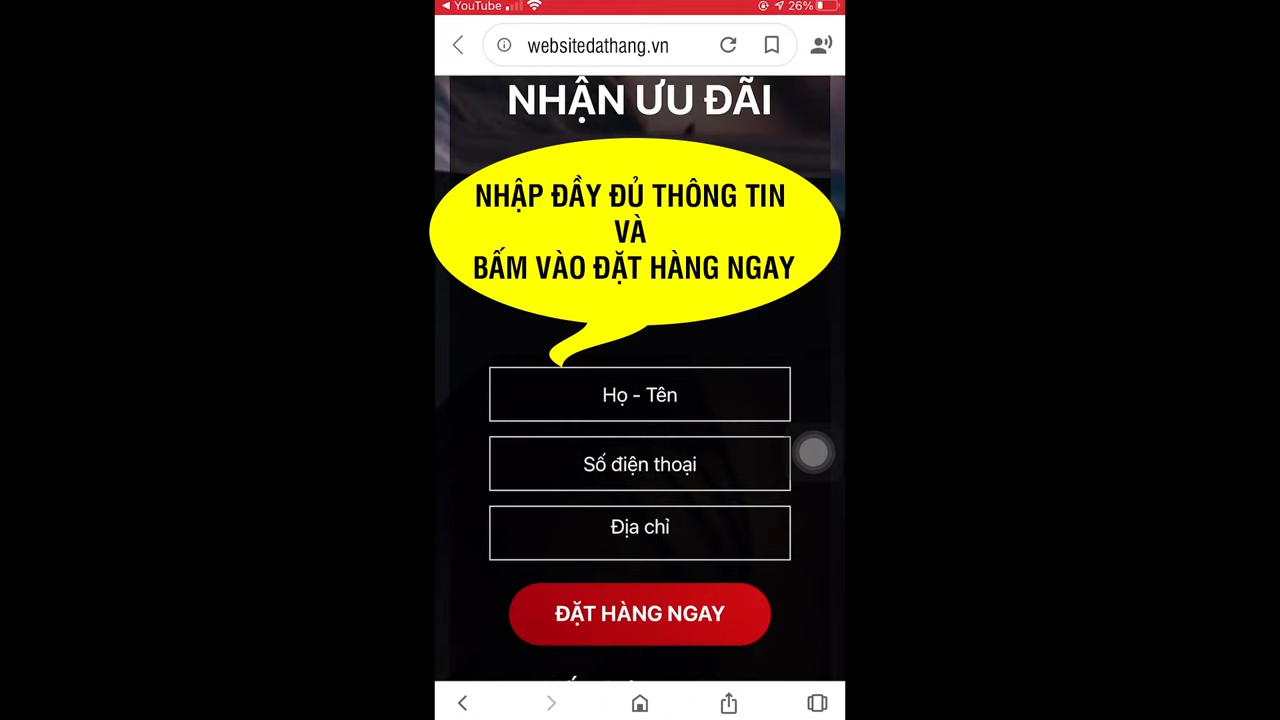 YouTube
26%
websitedathang.vn
NHẬN ƯU ĐÃI
NHẬP ĐẦY ĐỦ THÔNG TIN
VÀ
BẤM VÀO ĐẶT HÀNG NGAY
Họ - Tên
Số điện thoại
Địa chỉ
ĐẶT HÀNG NGAY